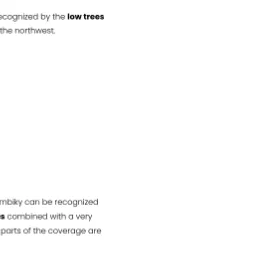 ecognized by the low trees
the northwest.
mbiky can be recognized
s combined with a very
parts of the coverage are